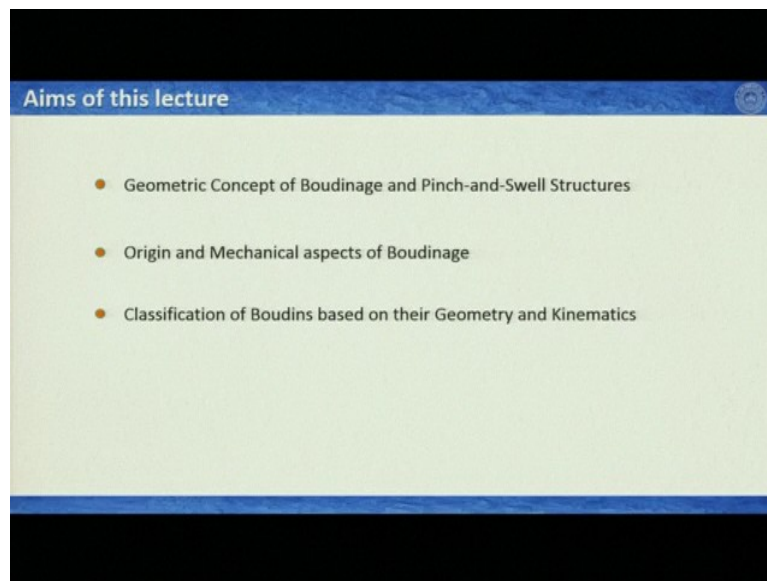 Aims of this lecture
Geometric Concept of Boudinage and Pinch-and-Swell Structures
Origin and Mechanical aspects of Boudinage
Classification of Boudins based on their Geometry and Kinematics